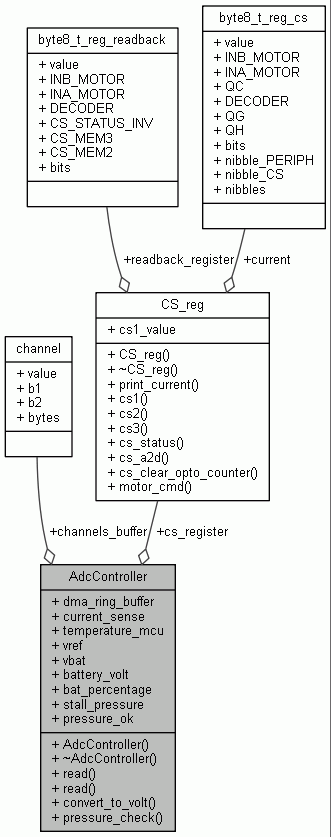 byte8_t_reg_readback
+ value
+ INB_MOTOR
+ INA_MOTOR
+ DECODER
+ CS_STATUS_INV
+ CS_MEM3
+ CS_MEM2
+ bits
byte8_t_reg_cs
+ value
+ INB_MOTOR
+ INA_MOTOR
+ QC
+ DECODER
+ QG
+ QH
+ bits
+ nibble_PERIPH
+ nibble_CS
+ nibbles
+readback_register
+current
CS_reg
+ cs1_value
+ CS_reg()
+ ~CS_reg()
+ print_current()
+ cs1()
+ cs2()
+ cs3()
+ cs_status()
+ cs_a2d()
+ cs_clear_opto_counter()
+ motor_cmd()
channel
+ value
+ b1
+ b2
+ bytes
+channels_buffer
+cs_register
AdcController
+ dma_ring_buffer
+ current_sense
+ temperature_mcu
+ vref
+ vbat
+ battery_volt
+ bat_percentage
+ stall_pressure
+ pressure_ok
+ AdcController()
+ ~AdcController()
+ read()
+ read()
+ convert_to_volt()
+ pressure_check()